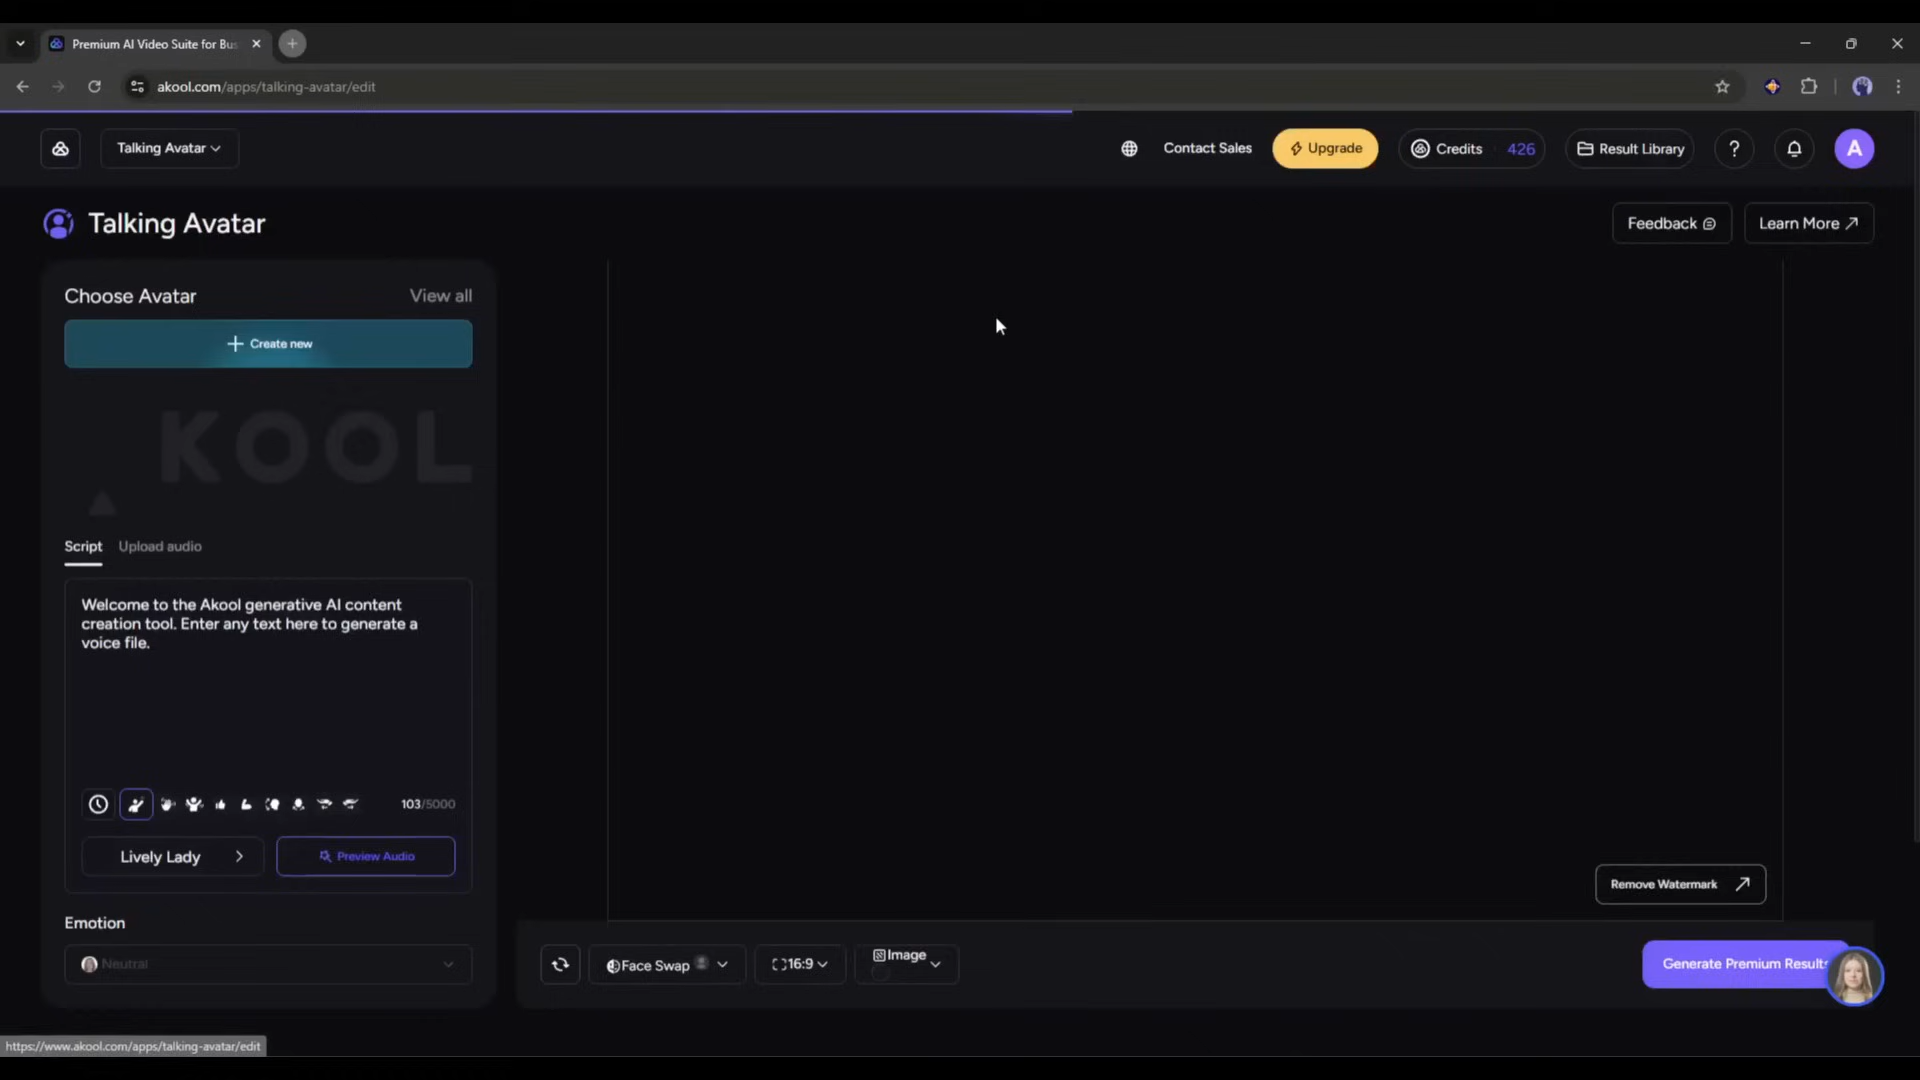 Premium AI Video Suite for Bus
akool.com/apps/talking-avatar/edit
Talking Avatar
Contact Sales
Upgrade
Credits 426
Result Library
?
A
Talking Avatar
Feedback
Learn More
Choose Avatar
View all
Create new
KOOL
Script
Upload audio
Welcome to the Akool generative AI content
creation tool. Enter any text here to generate a
voice file.
103/5000
Lively Lady
Preview Audio
Remove Watermark
Emotion
Neutral
Face Swap
16:9
Image
Generate Premium Results
https://www.akool.com/apps/talking-avatar/edit